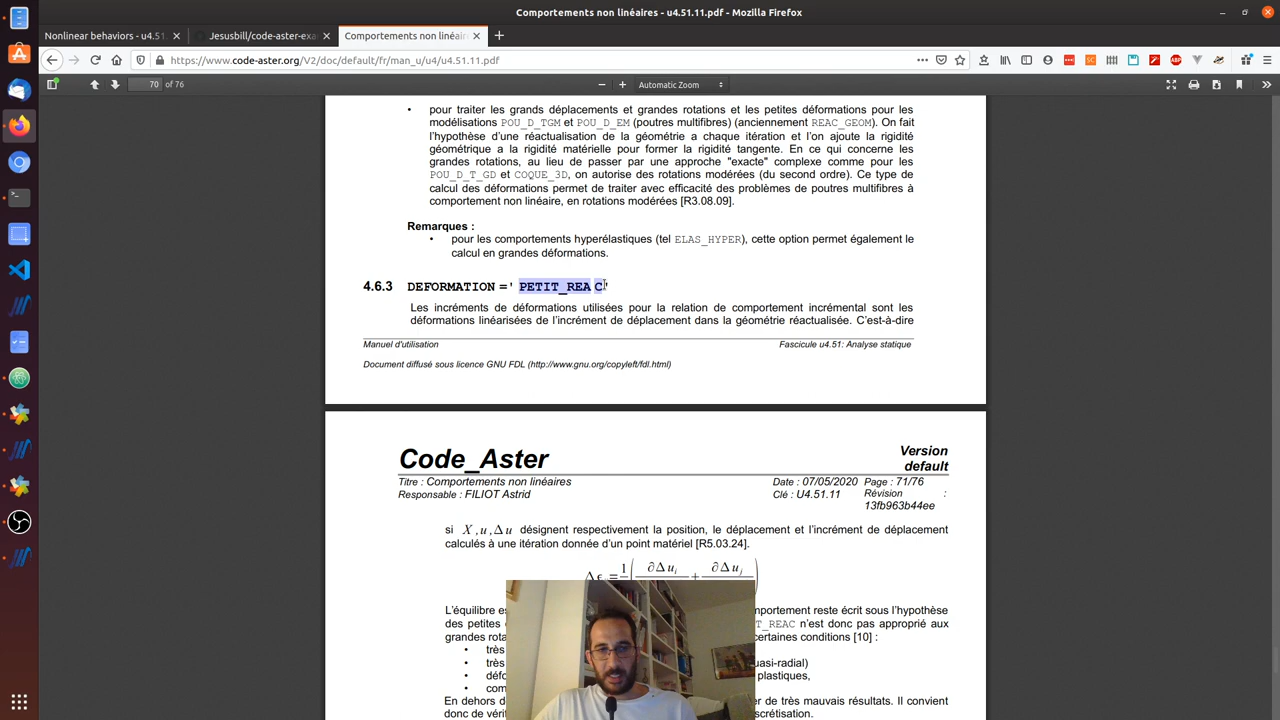 Comportements non linéaires - u4.51.11.pdf - Mozilla Firefox
Nonlinear behaviors - u4.51
Jesusbill/code-aster-exa
Comportements non linéair
https://www.code-aster.org/V2/doc/default/fr/man_u/u4/u4.51.11.pdf
70 of 76
Automatic Zoom
• pour traiter les grands déplacements et grandes rotations et les petites déformations pour les
modélisations POU_D_TGM et POU_D_EM (poutres multifibres) (anciennement REAC_GEOM). On fait
l'hypothèse d'une réactualisation de la géométrie a chaque itération et l'on ajoute la rigidité
géométrique a la rigidité matérielle pour former la rigidité tangente. En ce qui concerne les
grandes rotations, au lieu de passer par une approche "exacte" complexe comme pour les
POU_D_T_GD et COQUE_3D, on autorise des rotations modérées (du second ordre). Ce type de
calcul des déformations permet de traiter avec efficacité des problèmes de poutres multifibres à
comportement non linéaire, en rotations modérées [R3.08.09].
Remarques :
• pour les comportements hyperélastiques (tel ELAS_HYPER), cette option permet également le
calcul en grandes déformations.
4.6.3 DEFORMATION =' PETIT_REA C'
Les incréments de déformations utilisées pour la relation de comportement incrémental sont les
déformations linéarisées de l'incrément de déplacement dans la géométrie réactualisée. C'est-à-dire
Manuel d'utilisation Fascicule u4.51: Analyse statique
Document diffusé sous licence GNU FDL (http://www.gnu.org/copyleft/fdl.html)
Code_Aster
Version
default
Titre : Comportements non linéaires Date : 07/05/2020 Page : 71/76
Responsable : FILIOT Astrid Clé : U4.51.11 Révision :
13fb963b44ee
si X,u,Δu désignent respectivement la position, le déplacement et l'incrément de déplacement
calculés à une itération donnée d'un point matériel [R5.03.24].
Δϵ =1 ∂Δu_i + ∂Δu_j
L'équilibre es mportement reste écrit sous l'hypothèse
des petites T_REAC n'est donc pas approprié aux
grandes rota certaines conditions [10] :
• très
• très uasi-radial)
• défo plastiques,
• com
En dehors d er de très mauvais résultats. Il convient
donc de véri scrétisation.